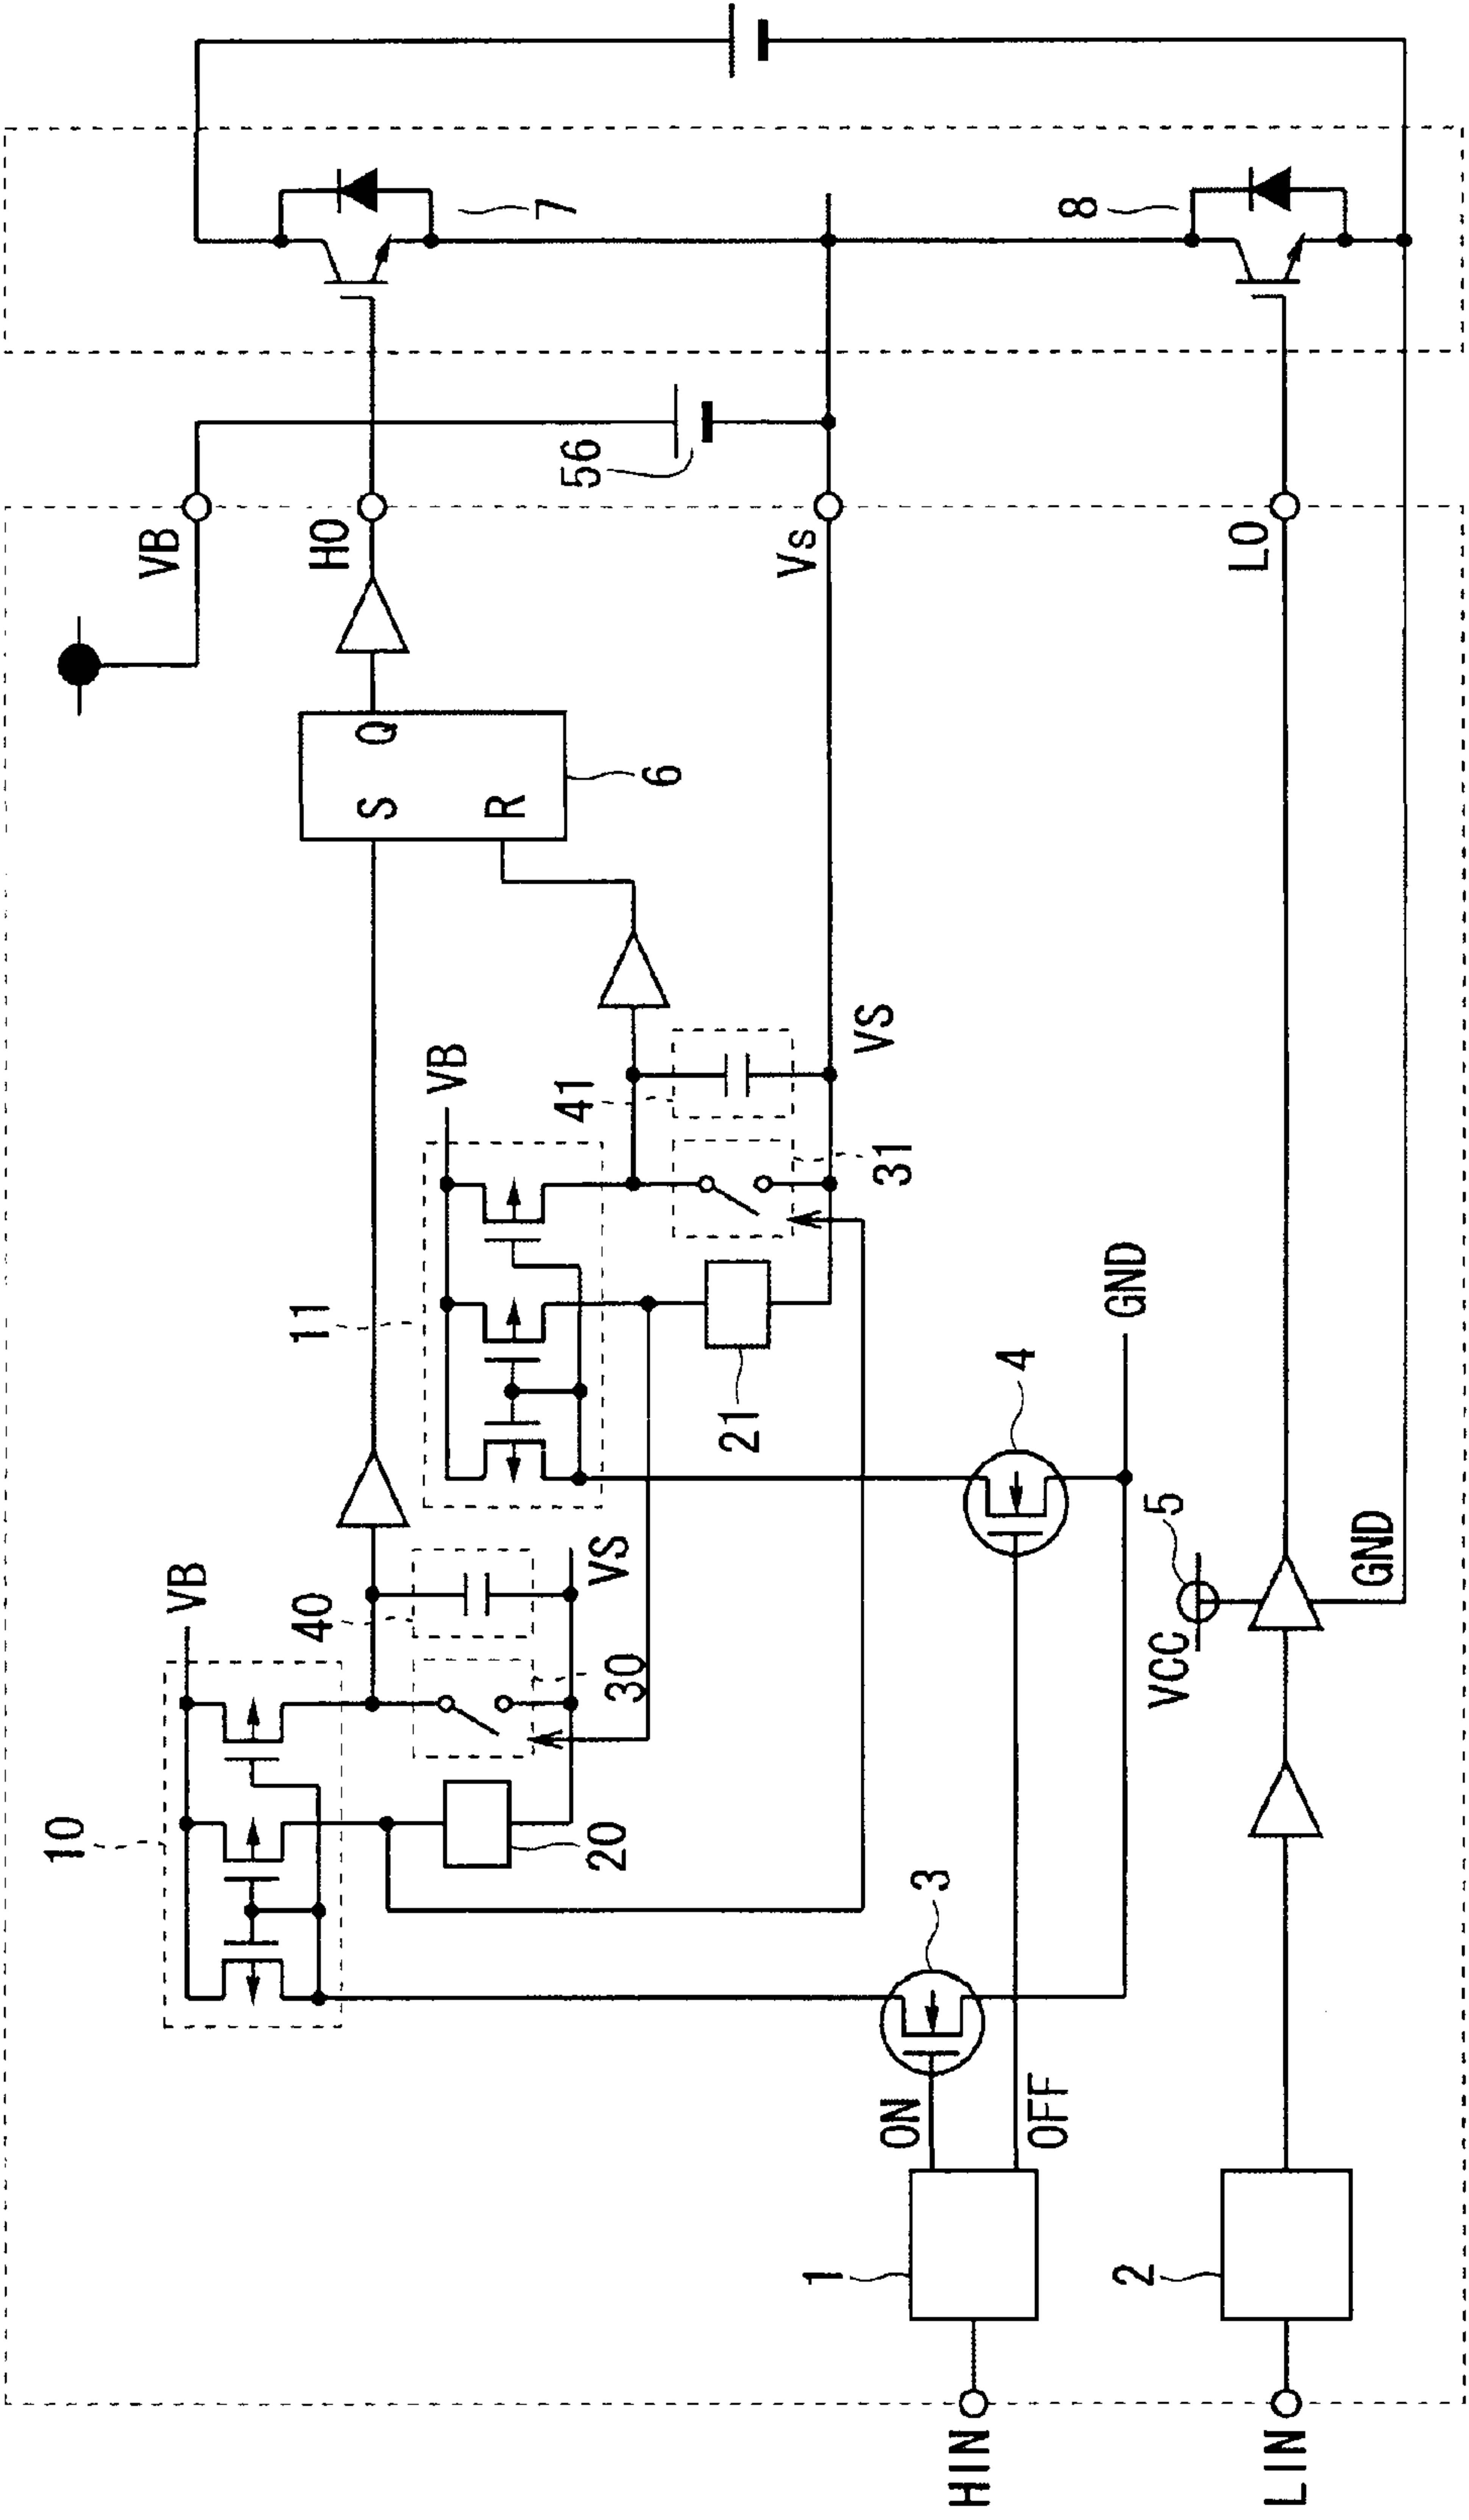 10
VB
40
VS
30
20
11
VB
41
VS
31
21
S
Q
R
6
VB
HO
Vs
LO
56
7
8
HIN
1
ON
OFF
3
4
GND
LIN
2
VCC
5
GND